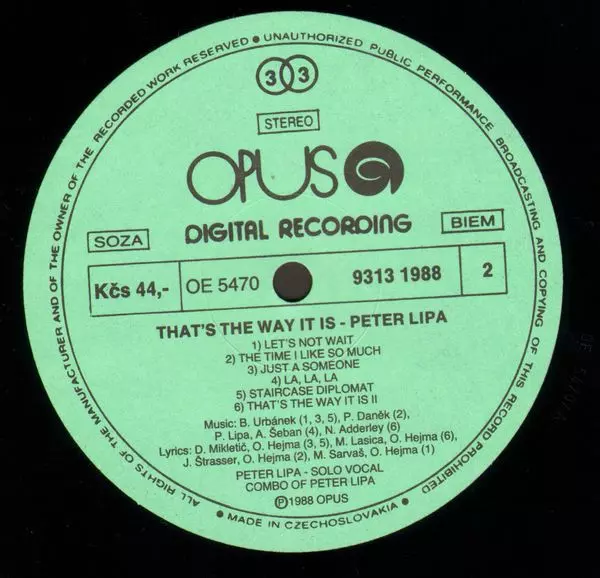 ALL RIGHTS OF THE MANUFACTURER AND OF THE OWNER OF THE RECORDED WORK RESERVED ● UNAUTHORIZED PUBLIC PERFORMANCE BROADCASTING AND COPYING OF THIS RECORD PROHIBITED
33
STEREO
OPUS
DIGITAL RECORDING
SOZA
BIEM
Kčs 44,- OE 5470 9313 1988 2
THAT'S THE WAY IT IS - PETER LIPA
1) LET'S NOT WAIT
2) THE TIME I LIKE SO MUCH
3) JUST A SOMEONE
4) LA, LA, LA
5) STAIRCASE DIPLOMAT
6) THAT'S THE WAY IT IS II
Music: B. Urbánek (1, 3, 5), P. Daněk (2),
P. Lipa, A. Šeban (4), N. Adderley (6)
Lyrics: D. Mikletič, O. Hejma (3, 5), M. Lasica, O. Hejma (6),
J. Štrasser, O. Hejma (2), M. Sarvaš, O. Hejma (1)
PETER LIPA - SOLO VOCAL
COMBO OF PETER LIPA
Ⓟ1988 OPUS
● MADE IN CZECHOSLOVAKIA ●